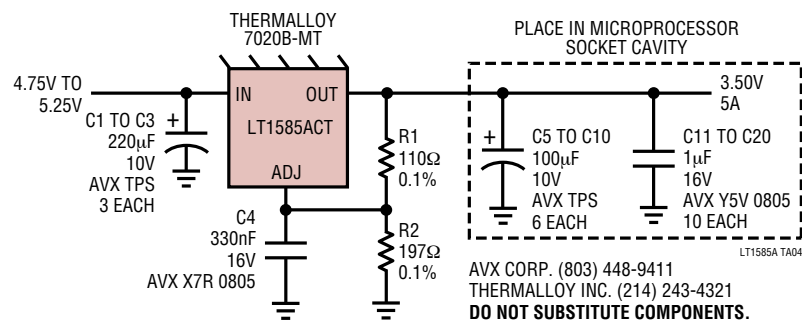 THERMALLOY
7020B-MT
PLACE IN MICROPROCESSOR
SOCKET CAVITY
4.75V TO
5.25V
IN
OUT
3.50V
5A
C1 TO C3
220µF
10V
AVX TPS
3 EACH
+
LT1585ACT
ADJ
R1
110Ω
0.1%
+
C5 TO C10
100µF
10V
AVX TPS
6 EACH
C11 TO C20
1µF
16V
AVX Y5V 0805
10 EACH
C4
330nF
16V
AVX X7R 0805
R2
197Ω
0.1%
LT1585A TA04
AVX CORP. (803) 448-9411
THERMALLOY INC. (214) 243-4321
DO NOT SUBSTITUTE COMPONENTS.